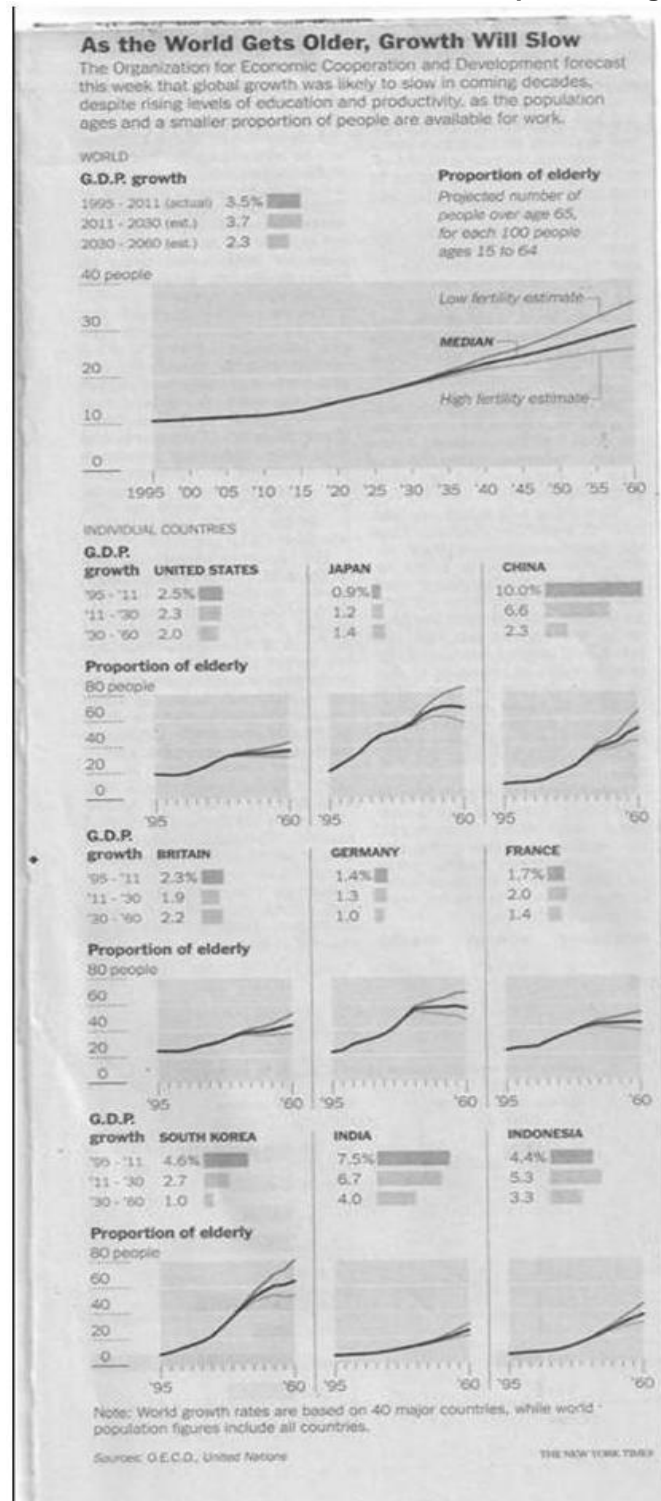 As the World Gets Older, Growth Will Slow
The Organization for Economic Cooperation and Development forecast
this week that global growth was likely to slow in coming decades,
despite rising levels of education and productivity, as the population
ages and a smaller proportion of people are available for work.
WORLD
G.D.P. growth
1995 - 2011 (actual) 3.5%
2011 - 2030 (est.) 3.7
2030 - 2060 (est.) 2.3
Proportion of elderly
Projected number of
people over age 65,
for each 100 people
ages 15 to 64
40 people
30
20
10
0
Low fertility estimate
MEDIAN
High fertility estimate
1995 '00 '05 '10 '15 '20 '25 '30 '35 '40 '45 '50 '55 '60
INDIVIDUAL COUNTRIES
G.D.P.
growth UNITED STATES JAPAN CHINA
'95 - '11 2.5% 0.9% 10.0%
'11 - '30 2.3 1.2 6.6
'30 - '60 2.0 1.4 2.3
Proportion of elderly
80 people
60
40
20
0
'95 '60 '95 '60 '95 '60
G.D.P.
growth BRITAIN GERMANY FRANCE
'95 - '11 2.3% 1.4% 1.7%
'11 - '30 1.9 1.3 2.0
'30 - '60 2.2 1.0 1.4
Proportion of elderly
80 people
60
40
20
0
'95 '60 '95 '60 '95 '60
G.D.P.
growth SOUTH KOREA INDIA INDONESIA
'95 - '11 4.6% 7.5% 4.4%
'11 - '30 2.7 6.7 5.3
'30 - '60 1.0 4.0 3.3
Proportion of elderly
80 people
60
40
20
0
'95 '60 '95 '60 '95 '60
Note: World growth rates are based on 40 major countries, while world
population figures include all countries.
Sources: O.E.C.D., United Nations
THE NEW YORK TIMES